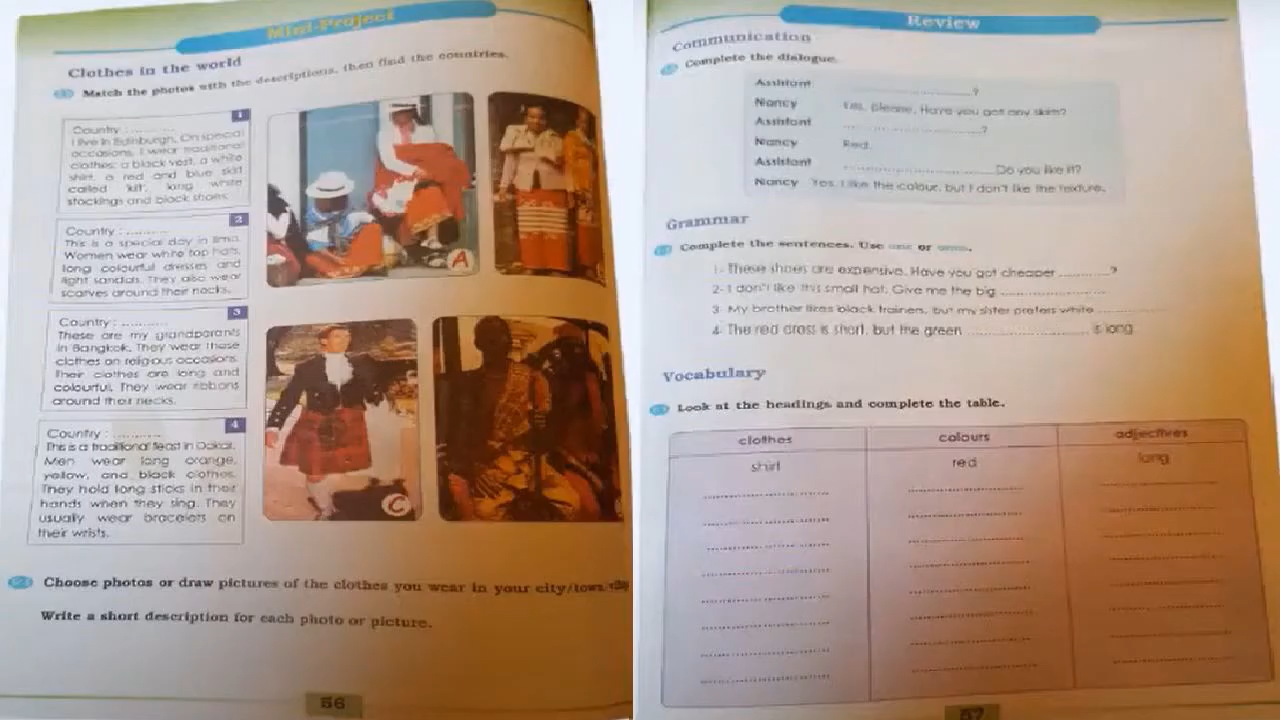 Mini-Project
Clothes in the world
Match the photos with the descriptions, then find the countries.
1
Country : ..........
I live in Edinburgh. On special
occasions, I wear traditional
clothes: a black vest, a white
shirt, a red and blue skirt
called kilt, long white
stockings and black shoes.
2
Country : ..........
This is a special day in lima.
Women wear white top hats,
long colourful dresses and
light sandals. They also wear
scarves around their necks.
3
Country : ..........
These are my grandparents
in Bangkok. They wear these
clothes on religious occasions.
Their clothes are long and
colourful. They wear ribbons
around their necks.
4
Country : ..........
This is a traditional feast in Dakar.
Men wear long orange,
yellow, and black clothes.
They hold long sticks in their
hands when they sing. They
usually wear bracelets on
their wrists.
A
C
Choose photos or draw pictures of the clothes you wear in your city/town
Write a short description for each photo or picture.
56
Review
Communication
Complete the dialogue.
Assistant ..............................?
Nancy Yes, please. Have you got any skirts?
Assistant ..............................?
Nancy Red.
Assistant .............................. Do you like it?
Nancy Yes, I like the colour, but I don't like the texture.
Grammar
Complete the sentences. Use one or ones.
1- These shoes are expensive. Have you got cheaper ............?
2- I don't like this small hat. Give me the big ....................
3- My brother likes black trainers, but my sister prefers white ..............
4- The red dress is short, but the green .......................... is long
Vocabulary
Look at the headings and complete the table.
clothes colours adjectives
shirt red long
57